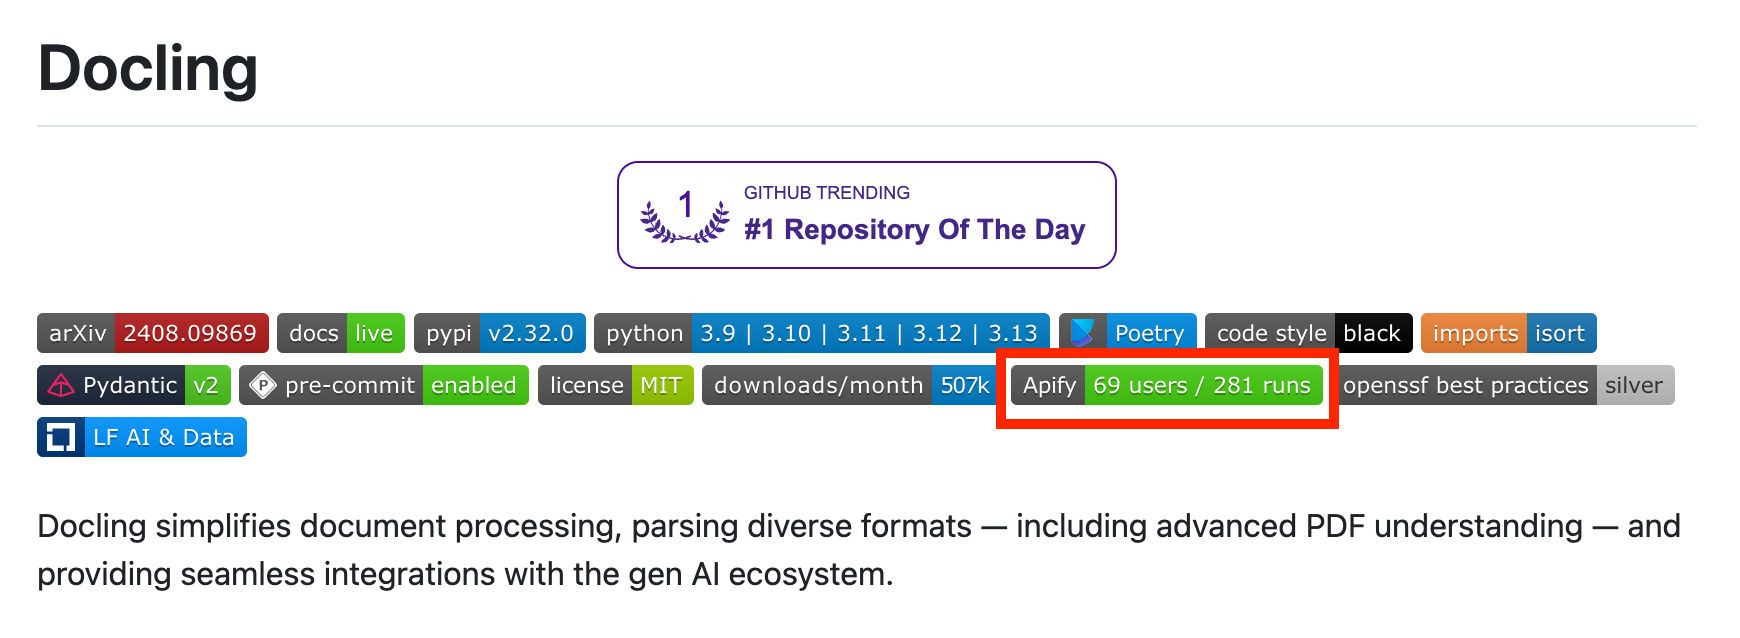 Docling
1
GITHUB TRENDING
#1 Repository Of The Day
arXiv 2408.09869 docs live pypi v2.32.0 python 3.9 | 3.10 | 3.11 | 3.12 | 3.13 Poetry code style black imports isort
Pydantic v2 P pre-commit enabled license MIT downloads/month 507k Apify 69 users / 281 runs openssf best practices silver
LF AI & Data
Docling simplifies document processing, parsing diverse formats — including advanced PDF understanding — and
providing seamless integrations with the gen AI ecosystem.